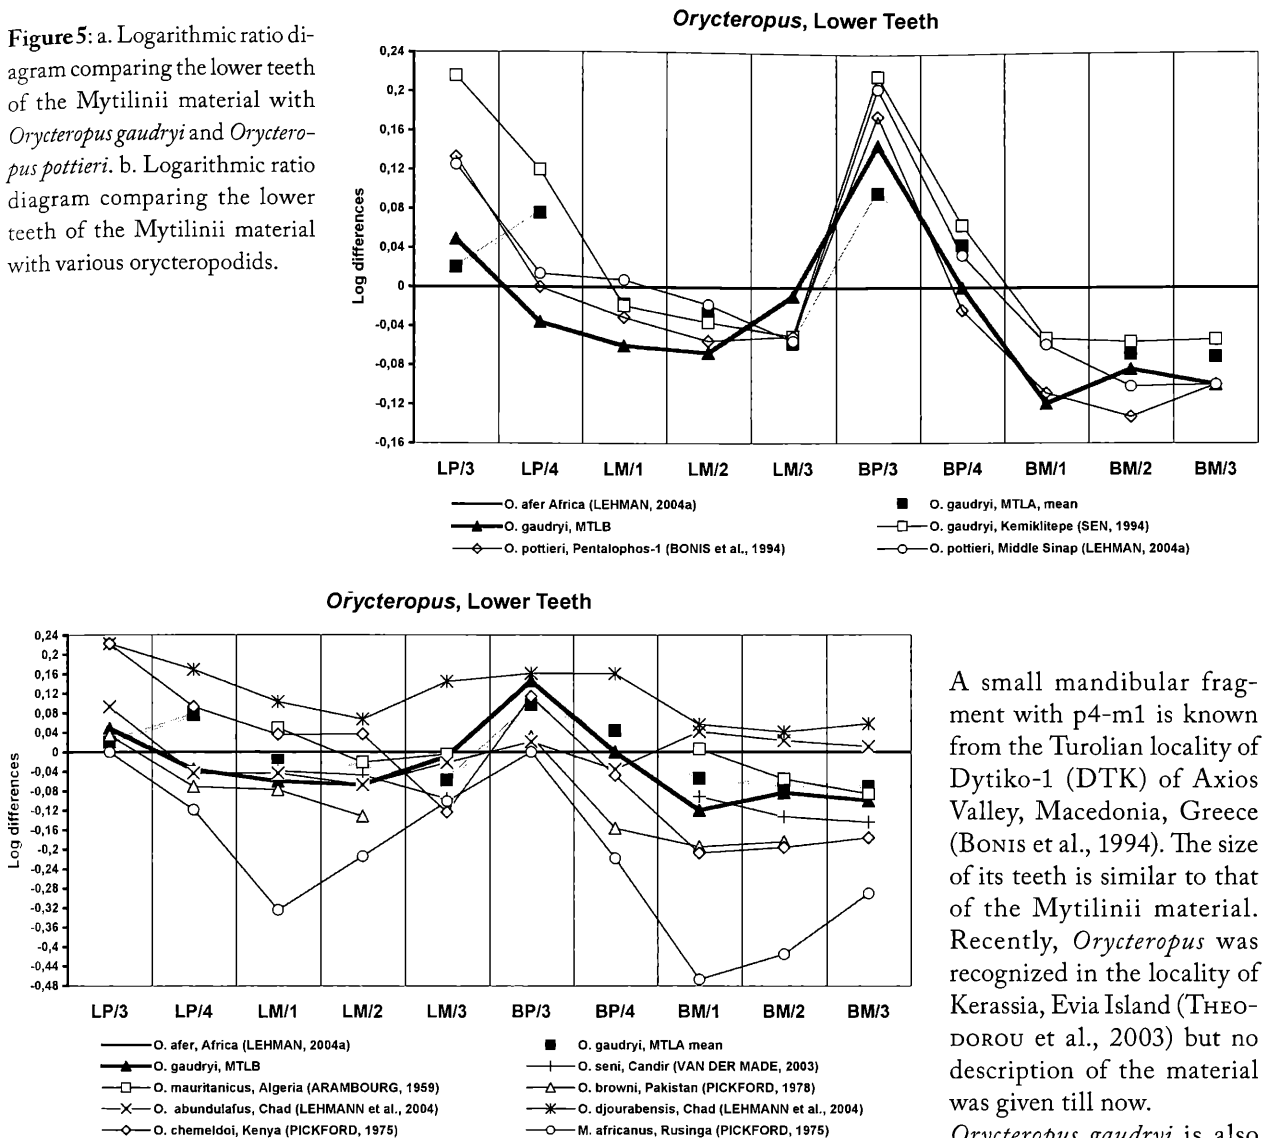 Figure 5: a. Logarithmic ratio di-
agram comparing the lower teeth
of the Mytilinii material with
Orycteropus gaudryi and Oryctero-
pus pottieri. b. Logarithmic ratio
diagram comparing the lower
teeth of the Mytilinii material
with various orycteropodids.
Orycteropus, Lower Teeth
Log differences
0,24
0,2
0,16
0,12
0,08
0,04
0
-0,04
-0,08
-0,12
-0,16
LP/3 LP/4 LM/1 LM/2 LM/3 BP/3 BP/4 BM/1 BM/2 BM/3
O. afer Africa (LEHMAN, 2004a)
O. gaudryi, MTLA, mean
O. gaudryi, MTLB
O. gaudryi, Kemiklitepe (SEN, 1994)
O. pottieri, Pentalophos-1 (BONIS et al., 1994)
O. pottieri, Middle Sinap (LEHMAN, 2004a)
Orycteropus, Lower Teeth
Log differences
0,24
0,2
0,16
0,12
0,08
0,04
0
-0,04
-0,08
-0,12
-0,16
-0,2
-0,24
-0,28
-0,32
-0,36
-0,4
-0,44
-0,48
LP/3 LP/4 LM/1 LM/2 LM/3 BP/3 BP/4 BM/1 BM/2 BM/3
O. afer, Africa (LEHMAN, 2004a)
O. gaudryi, MTLA mean
O. gaudryi, MTLB
O. seni, Candir (VAN DER MADE, 2003)
O. mauritanicus, Algeria (ARAMBOURG, 1959)
O. browni, Pakistan (PICKFORD, 1978)
O. abundulafus, Chad (LEHMANN et al., 2004)
O. djourabensis, Chad (LEHMANN et al., 2004)
O. chemeldoi, Kenya (PICKFORD, 1975)
M. africanus, Rusinga (PICKFORD, 1975)
A small mandibular frag-
ment with p4-m1 is known
from the Turolian locality of
Dytiko-1 (DTK) of Axios
Valley, Macedonia, Greece
(BONIS et al., 1994). The size
of its teeth is similar to that
of the Mytilinii material.
Recently, Orycteropus was
recognized in the locality of
Kerassia, Evia Island (THEO-
DOROU et al., 2003) but no
description of the material
was given till now.
Orycteropus gaudryi is also